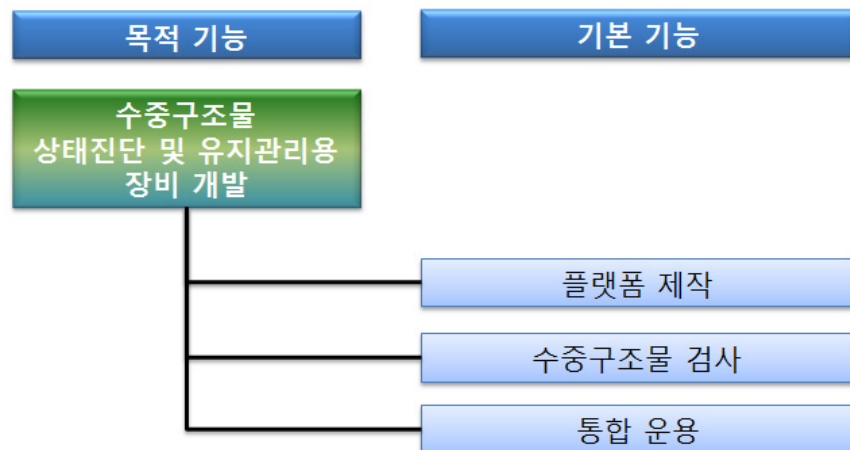 목적 기능
기본 기능
수중구조물
상태진단 및 유지관리용
장비 개발
플랫폼 제작
수중구조물 검사
통합 운용